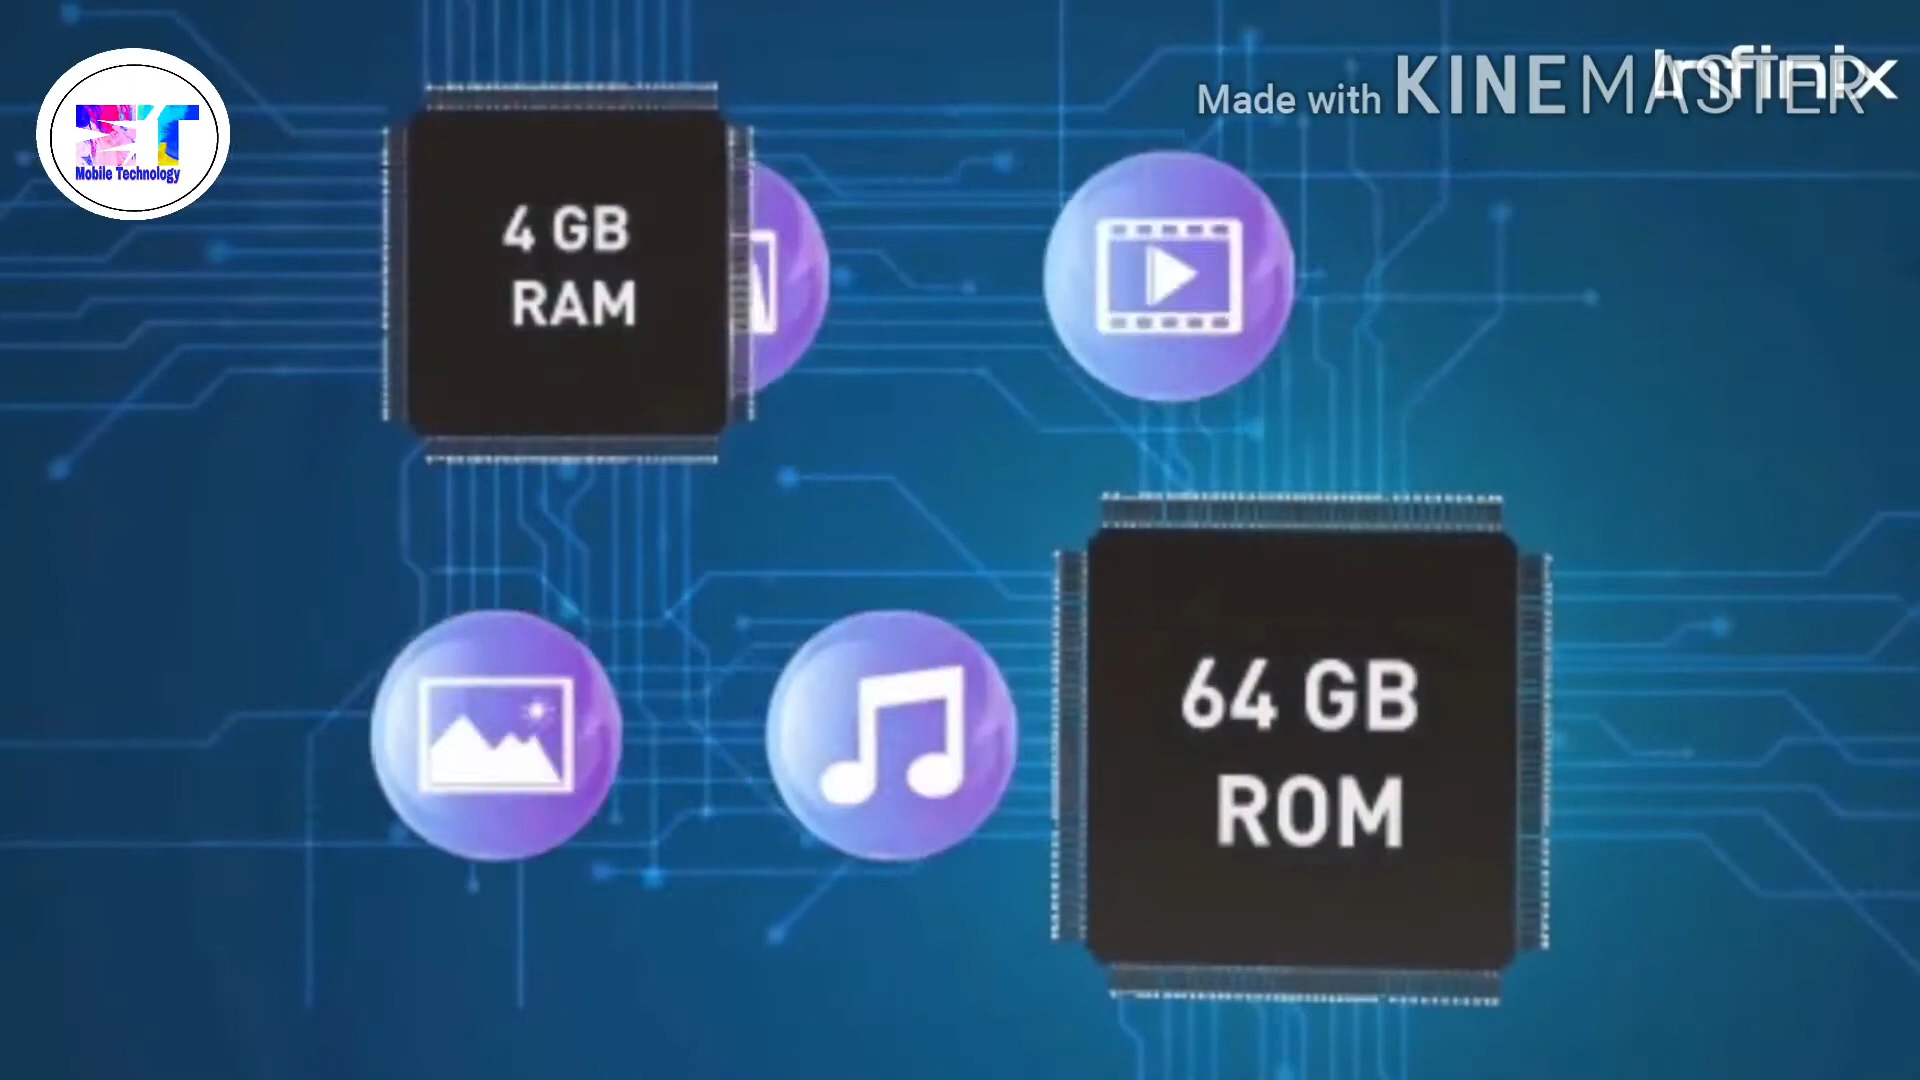 Made with KINEMASTER
Infinix
Mobile Technology
4 GB
RAM
64 GB
ROM